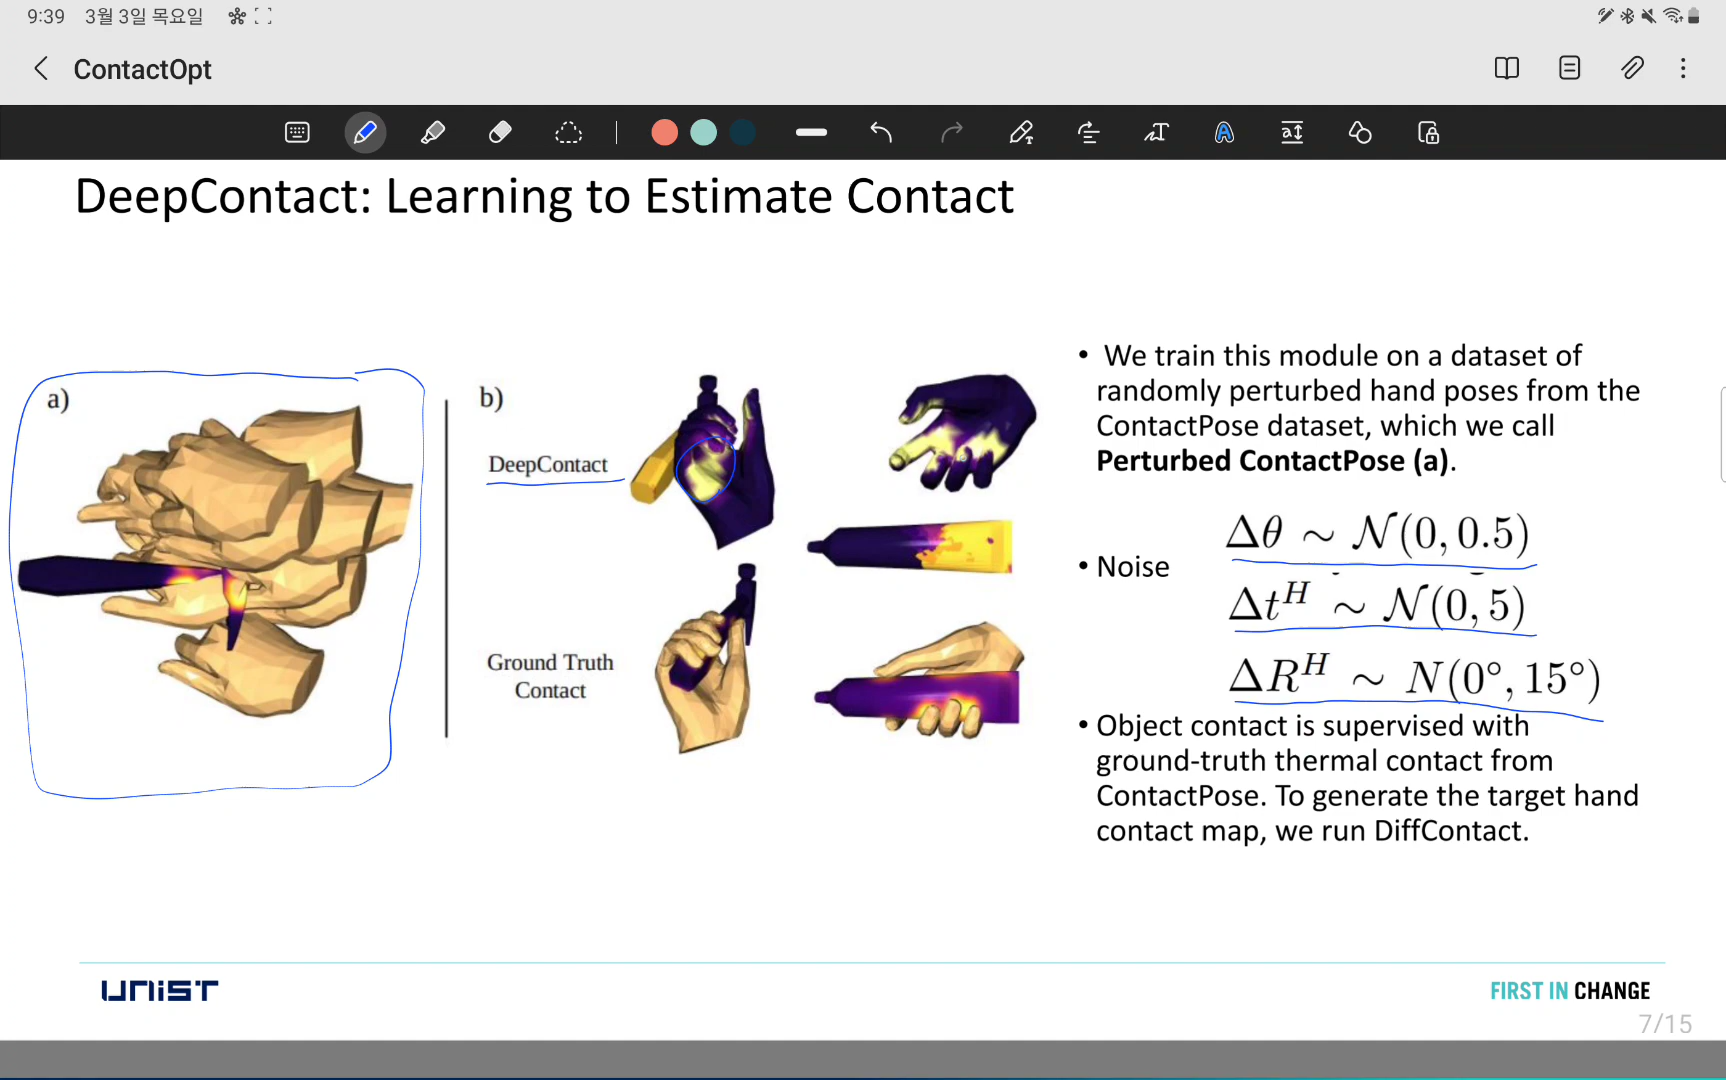 9:39 3월 3일 목요일
ContactOpt
DeepContact: Learning to Estimate Contact
a)
b)
DeepContact
Ground Truth
Contact
• We train this module on a dataset of
randomly perturbed hand poses from the
ContactPose dataset, which we call
Perturbed ContactPose (a).
• Noise
Δθ ~ 𝒩(0, 0.5)
Δt^H ~ 𝒩(0, 5)
ΔR^H ~ N(0°, 15°)
• Object contact is supervised with
ground-truth thermal contact from
ContactPose. To generate the target hand
contact map, we run DiffContact.
UNIST
FIRST IN CHANGE
7/15